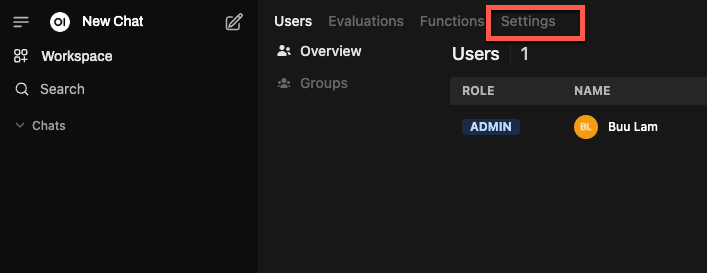 OI New Chat
Workspace
Search
Chats
Users Evaluations Functions Settings
Overview
Groups
Users 1
ROLE NAME
ADMIN BL Buu Lam